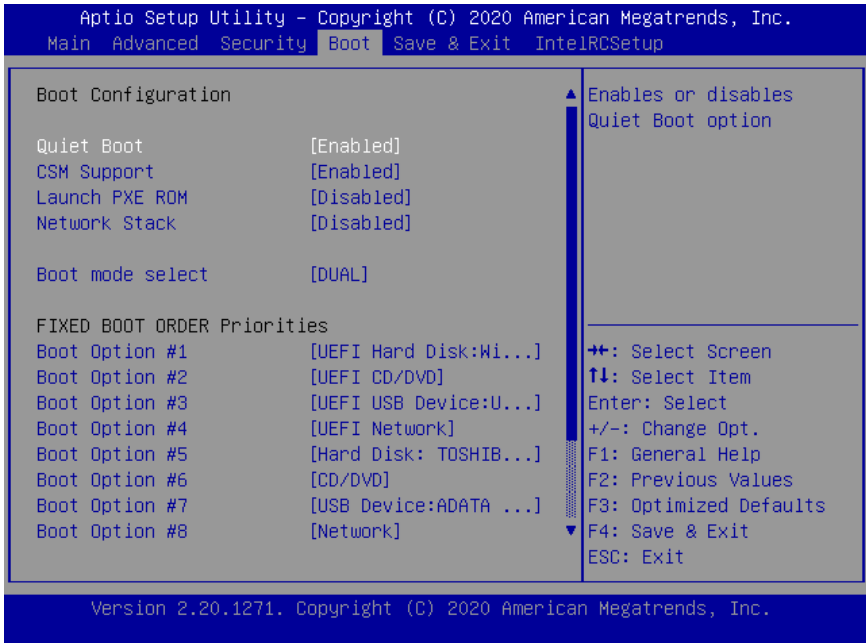 Aptio Setup Utility – Copyright (C) 2020 American Megatrends, Inc.
Main Advanced Security Boot Save & Exit IntelRCSetup
Boot Configuration
Quiet Boot [Enabled]
CSM Support [Enabled]
Launch PXE ROM [Disabled]
Network Stack [Disabled]
Boot mode select [DUAL]
FIXED BOOT ORDER Priorities
Boot Option #1 [UEFI Hard Disk:Wi...]
Boot Option #2 [UEFI CD/DVD]
Boot Option #3 [UEFI USB Device:U...]
Boot Option #4 [UEFI Network]
Boot Option #5 [Hard Disk: TOSHIB...]
Boot Option #6 [CD/DVD]
Boot Option #7 [USB Device:ADATA ...]
Boot Option #8 [Network]
Enables or disables
Quiet Boot option
→←: Select Screen
↑↓: Select Item
Enter: Select
+/-: Change Opt.
F1: General Help
F2: Previous Values
F3: Optimized Defaults
F4: Save & Exit
ESC: Exit
Version 2.20.1271. Copyright (C) 2020 American Megatrends, Inc.